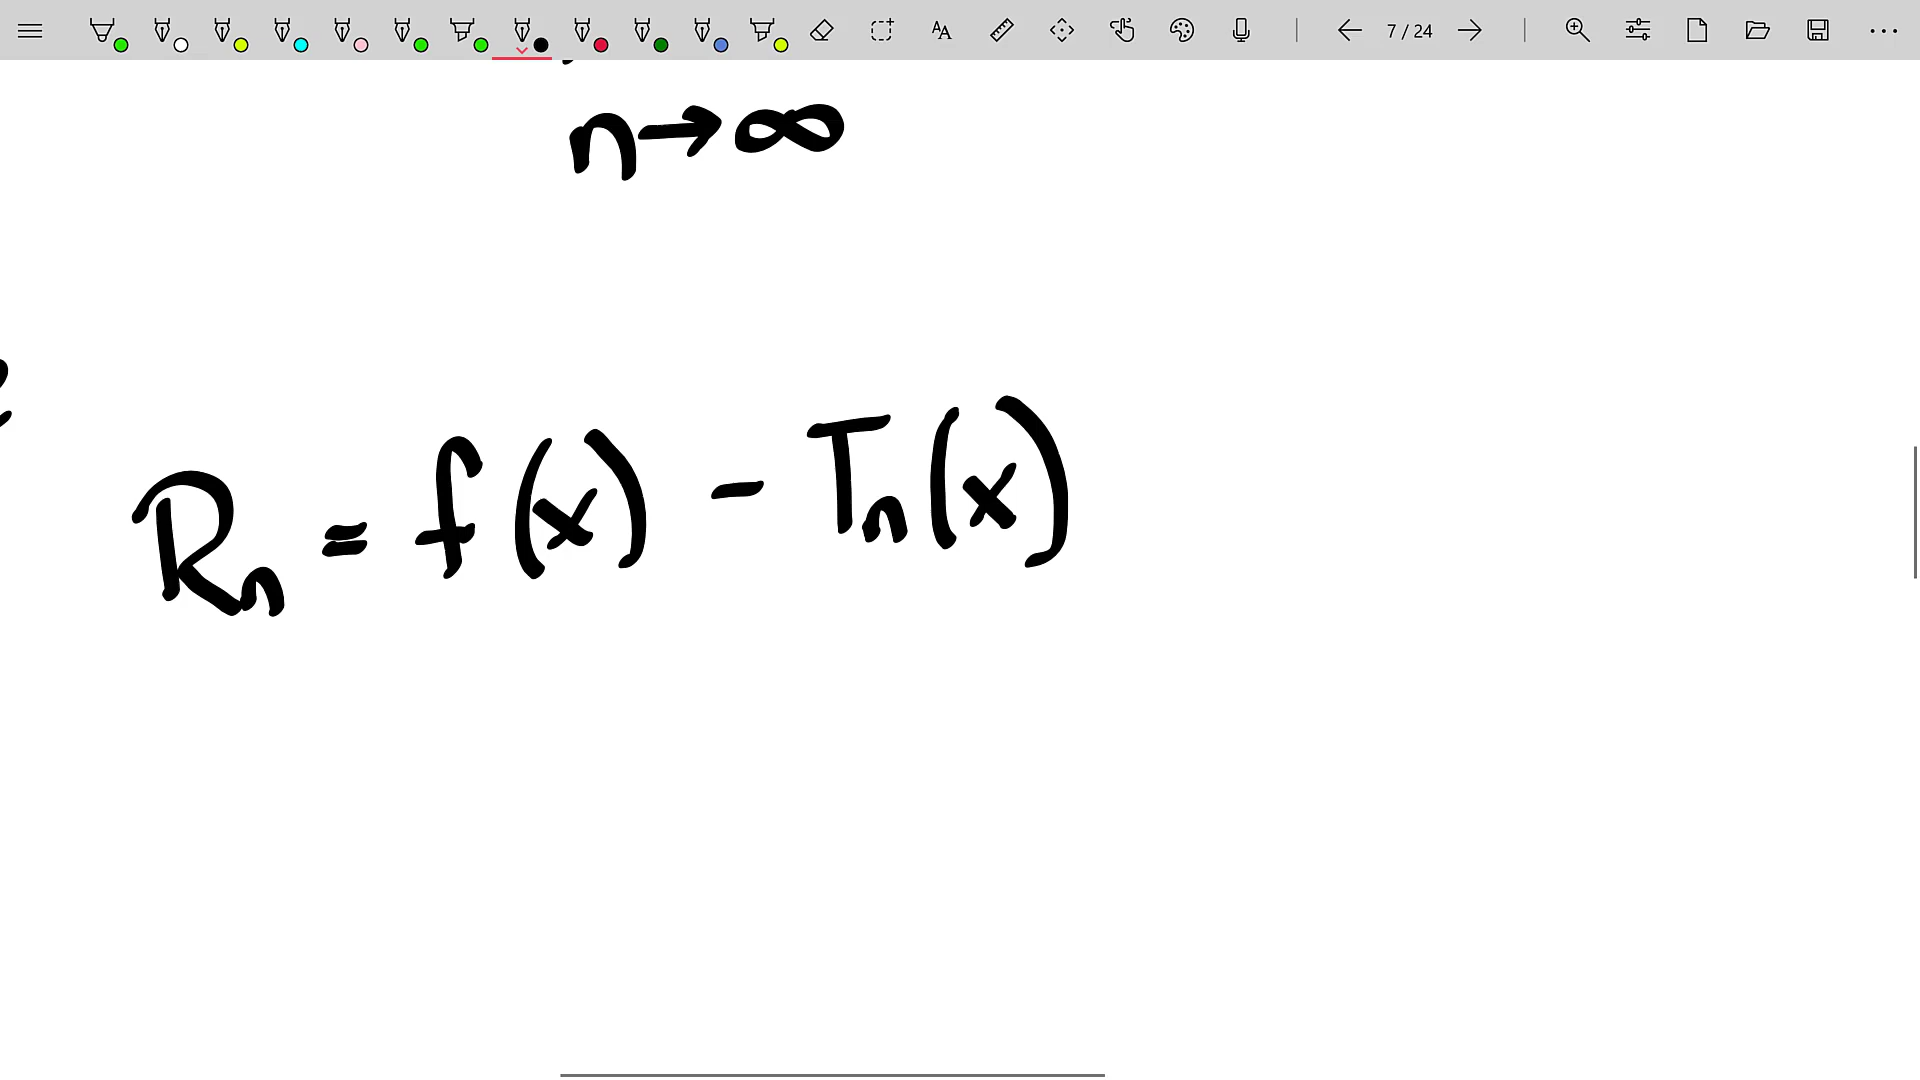 7 / 24
n→∞
Rn = f(x) - Tn(x)